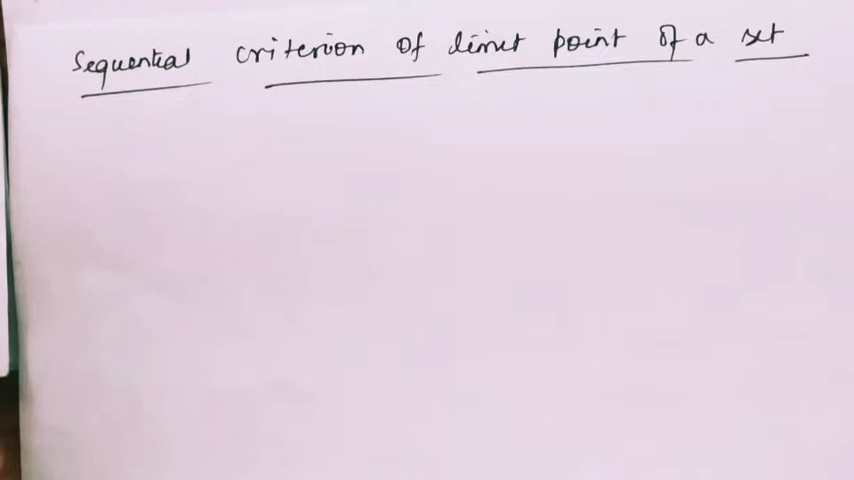 Sequential criterion of limit point of a set